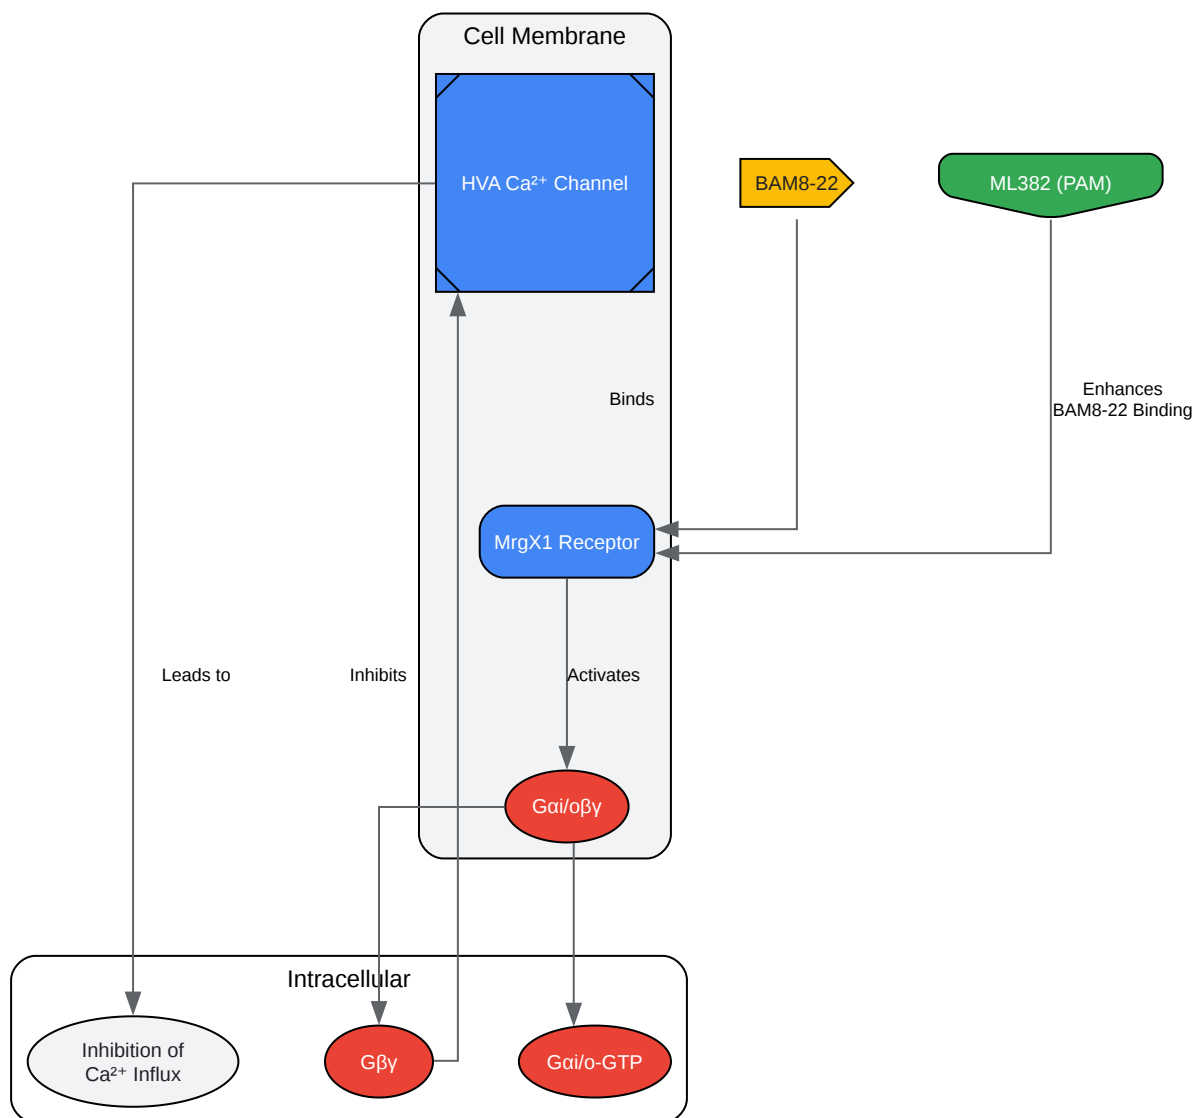 Cell Membrane
HVA Ca²⁺ Channel
BAM8-22
ML382 (PAM)
Binds
Enhances
BAM8-22 Binding
MrgX1 Receptor
Leads to
Inhibits
Activates
Gαi/oβγ
Intracellular
Inhibition of
Ca²⁺ Influx
Gβγ
Gαi/o-GTP